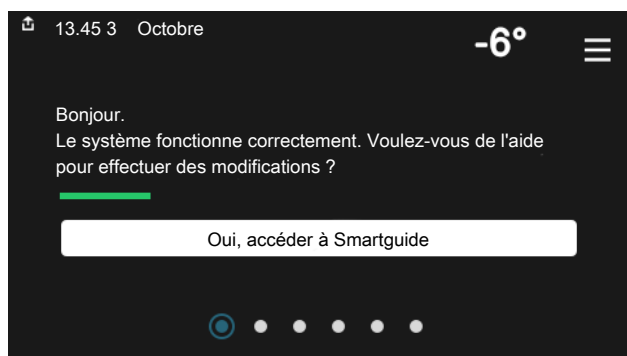 13.45 3 Octobre
-6°
Bonjour.
Le système fonctionne correctement. Voulez-vous de l'aide
pour effectuer des modifications ?
Oui, accéder à Smartguide